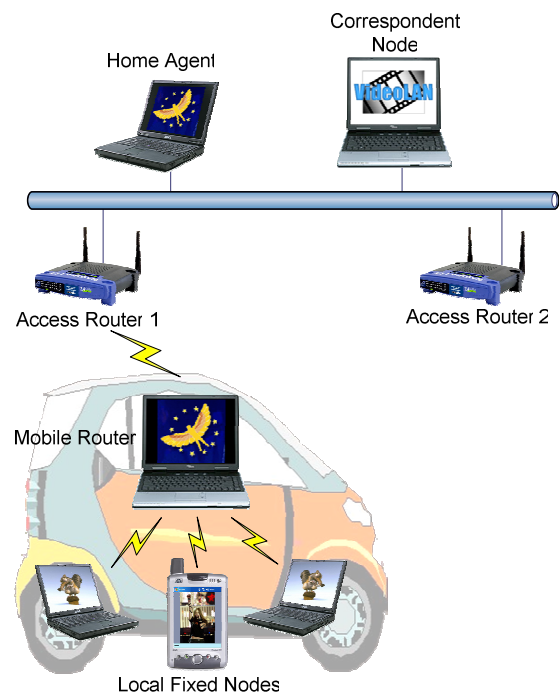 Correspondent
Node
Home Agent
VideoLAN
Access Router 1
Access Router 2
Mobile Router
Local Fixed Nodes